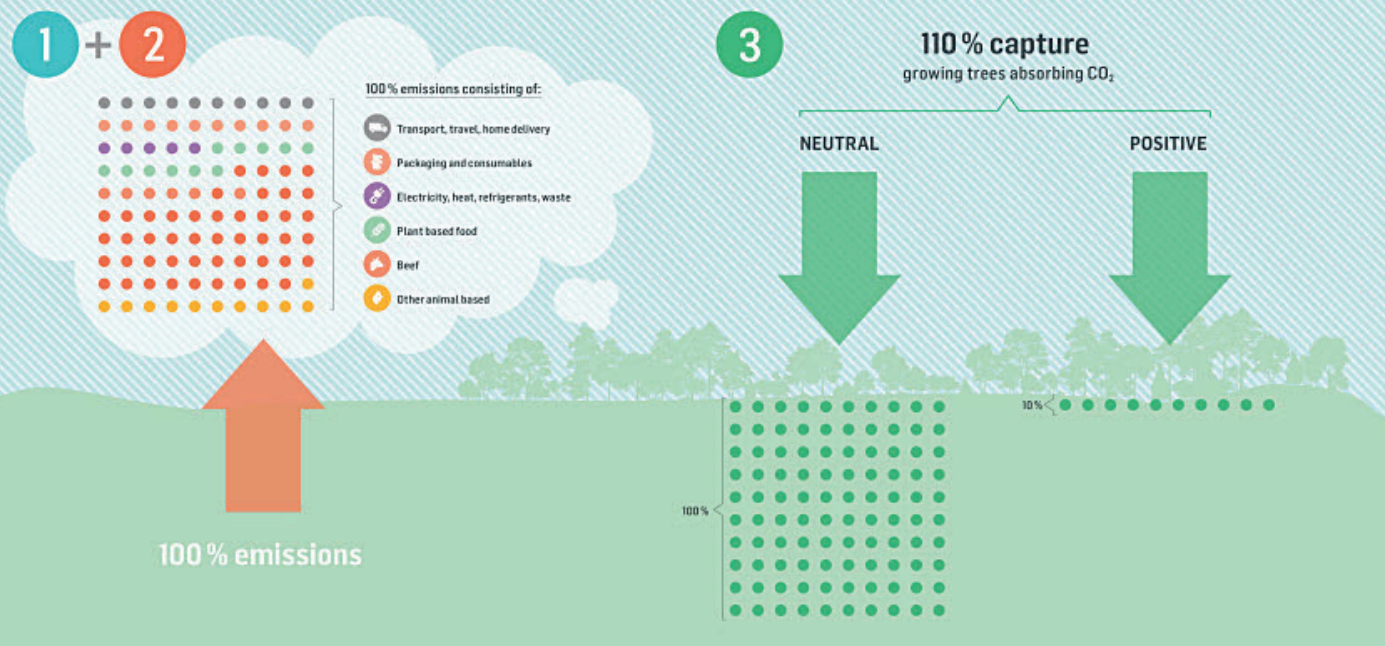 1 + 2
100 % emissions consisting of:
Transport, travel, home delivery
Packaging and consumables
Electricity, heat, refrigerants, waste
Plant based food
Beef
Other animal based
100 % emissions
3
110 % capture
growing trees absorbing CO₂
NEUTRAL
POSITIVE
100 %
10 %